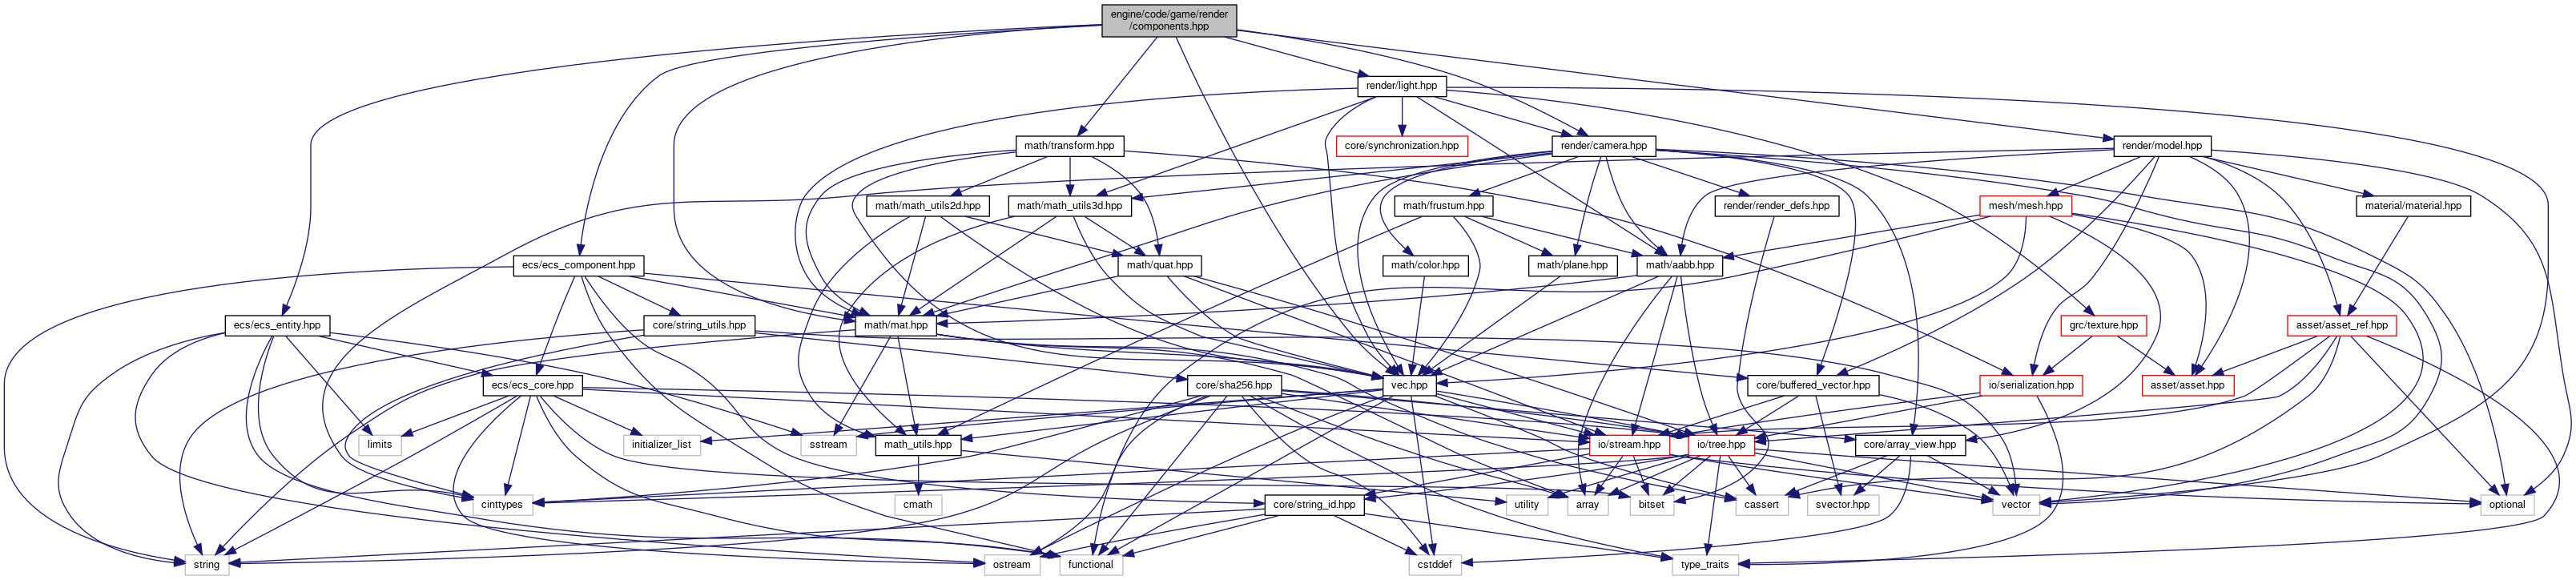 engine/code/game/render
/components.hpp
render/light.hpp
math/transform.hpp
core/synchronization.hpp
render/camera.hpp
render/model.hpp
math/math_utils2d.hpp
math/math_utils3d.hpp
math/frustum.hpp
render/render_defs.hpp
mesh/mesh.hpp
material/material.hpp
ecs/ecs_component.hpp
math/quat.hpp
math/color.hpp
math/plane.hpp
math/aabb.hpp
ecs/ecs_entity.hpp
core/string_utils.hpp
math/mat.hpp
grc/texture.hpp
asset/asset_ref.hpp
ecs/ecs_core.hpp
core/sha256.hpp
vec.hpp
core/buffered_vector.hpp
io/serialization.hpp
asset/asset.hpp
limits
initializer_list
sstream
math_utils.hpp
io/stream.hpp
io/tree.hpp
core/array_view.hpp
cinttypes
cmath
core/string_id.hpp
utility
array
bitset
cassert
svector.hpp
vector
optional
string
ostream
functional
cstddef
type_traits